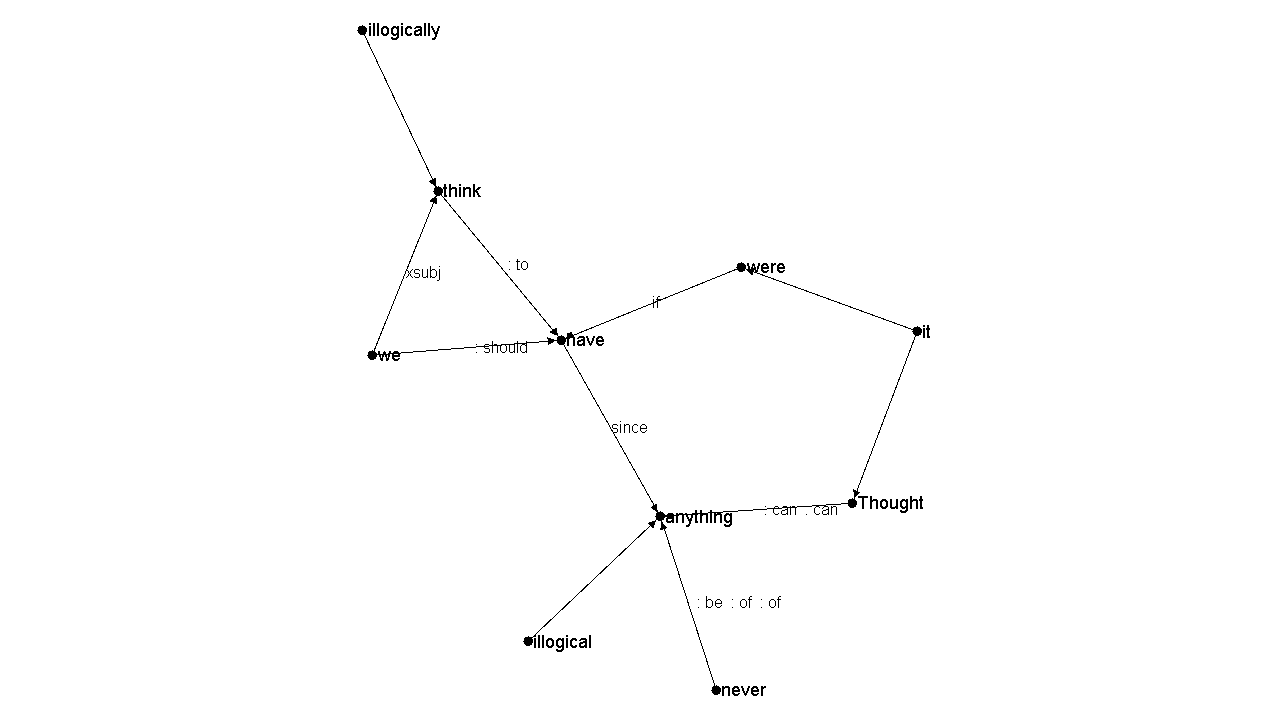 illogically
think
: to
xsubj
were
if
it
have
we
: should
since
Thought
: can : can
anything
: be : of : of
illogical
never